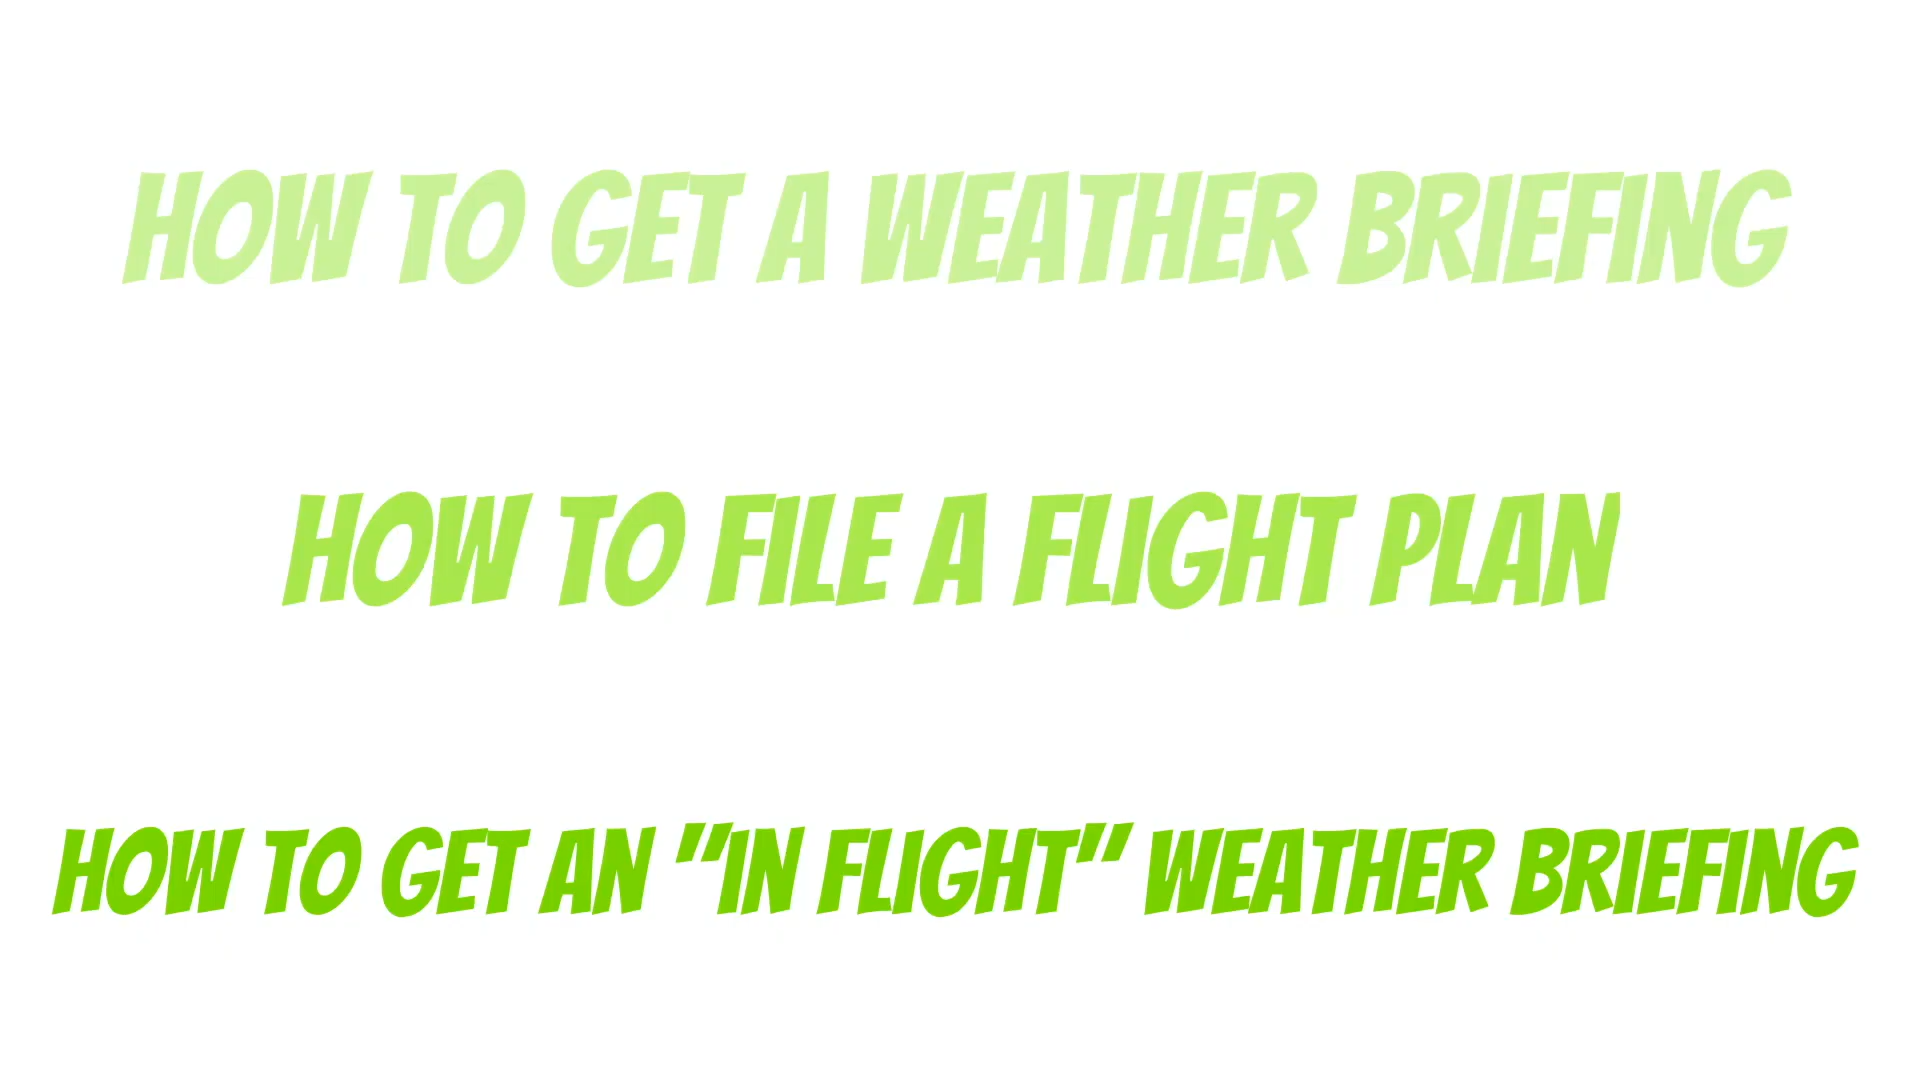 HOW TO GET A WEATHER BRIEFING
HOW TO FILE A FLIGHT PLAN
HOW TO GET AN "IN FLIGHT" WEATHER BRIEFING